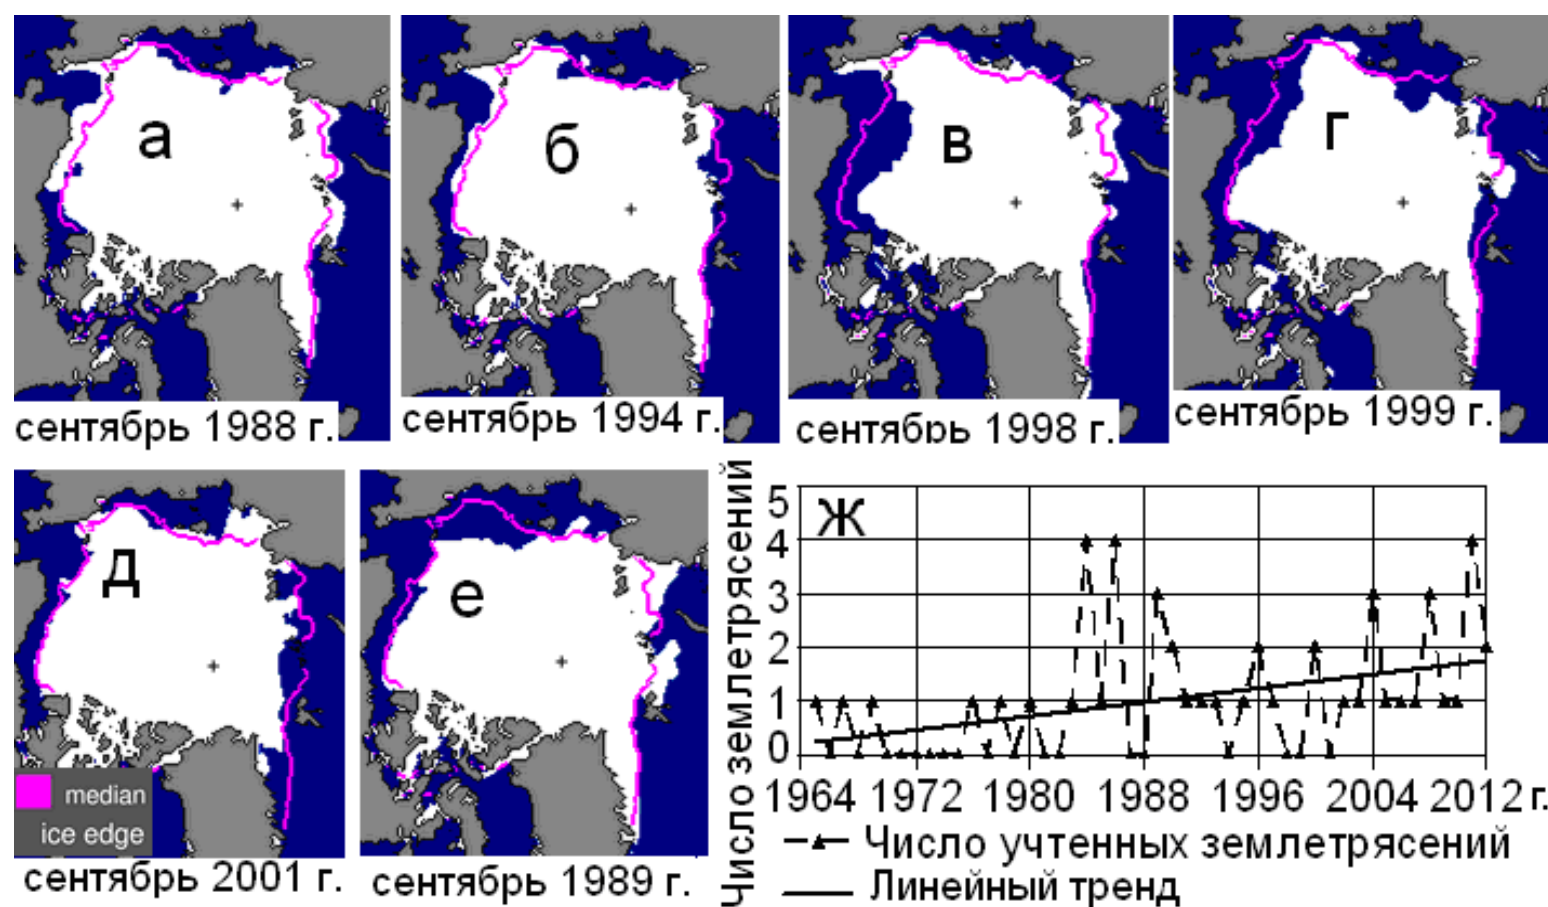 а
б
в
г
сентябрь 1988 г.
сентябрь 1994 г.
сентябрь 1998 г.
сентябрь 1999 г.
д
е
median
ice edge
сентябрь 2001 г.
сентябрь 1989 г.
Число землетрясений
ж
5
4
3
2
1
0
1964 1972 1980 1988 1996 2004 2012 г.
Число учтенных землетрясений
Линейный тренд